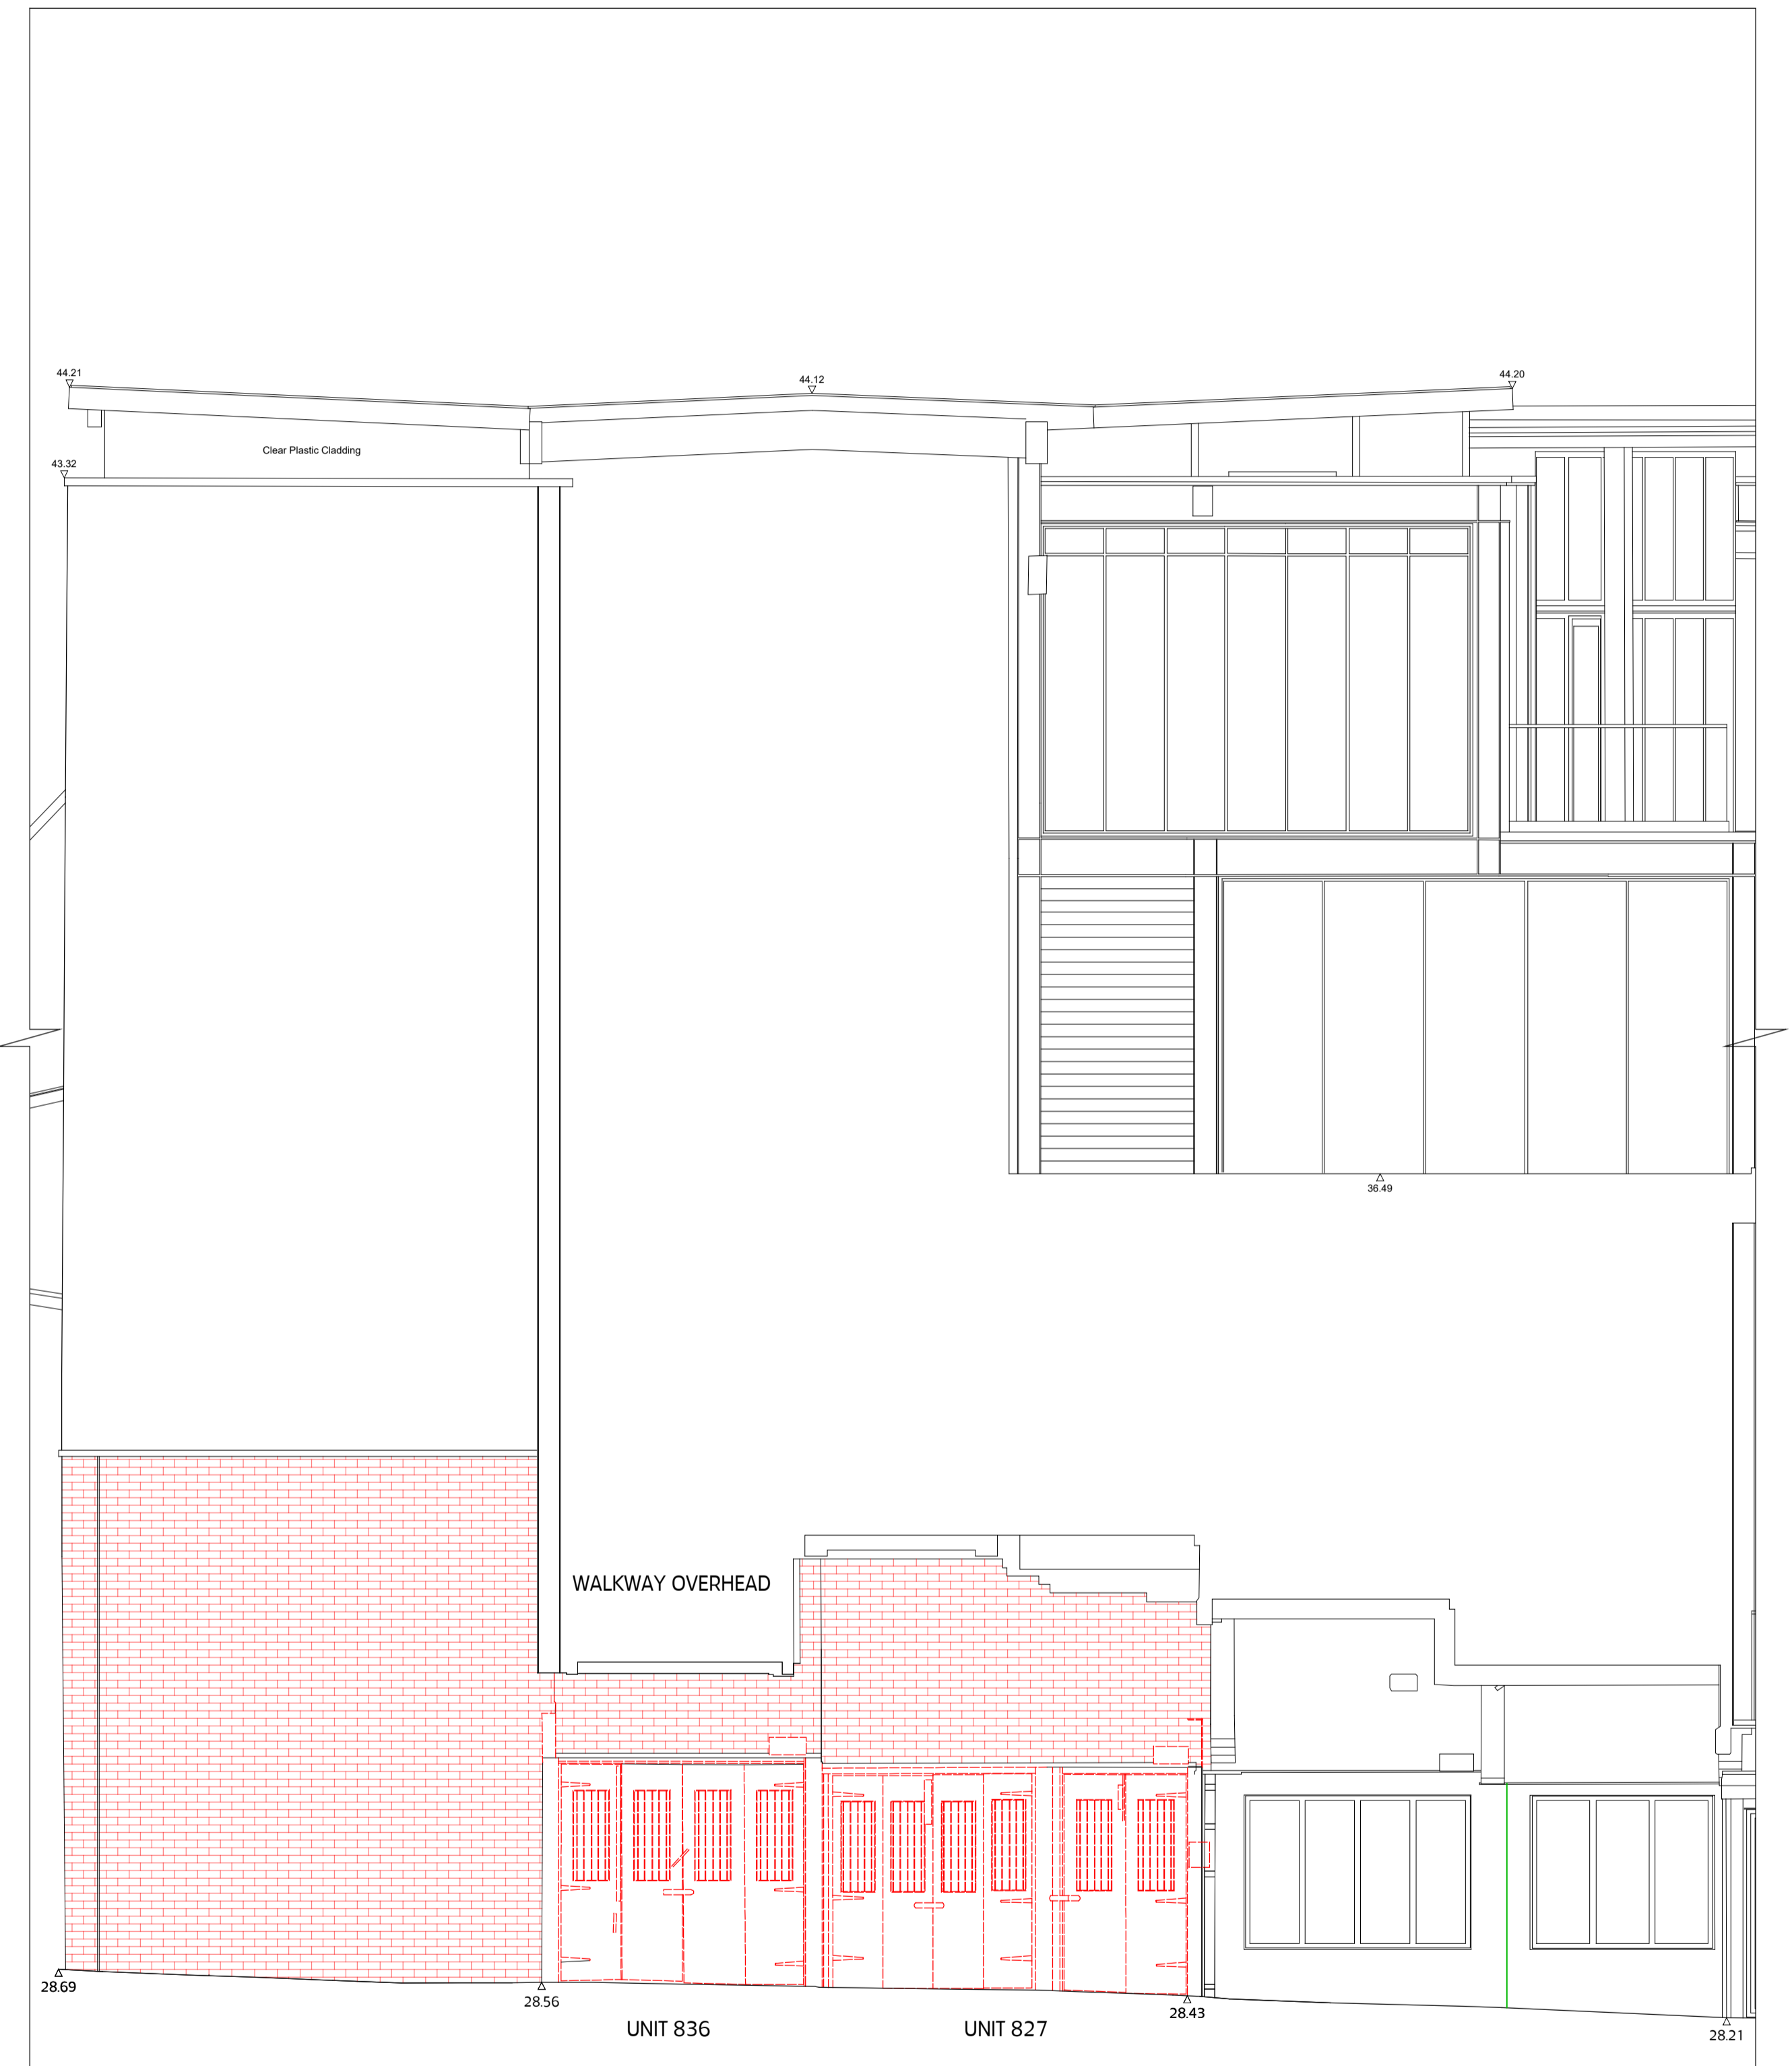 44.21
44.12
44.20
Clear Plastic Cladding
43.32
36.49
WALKWAY OVERHEAD
28.69
28.56
28.43
UNIT 836
UNIT 827
28.21